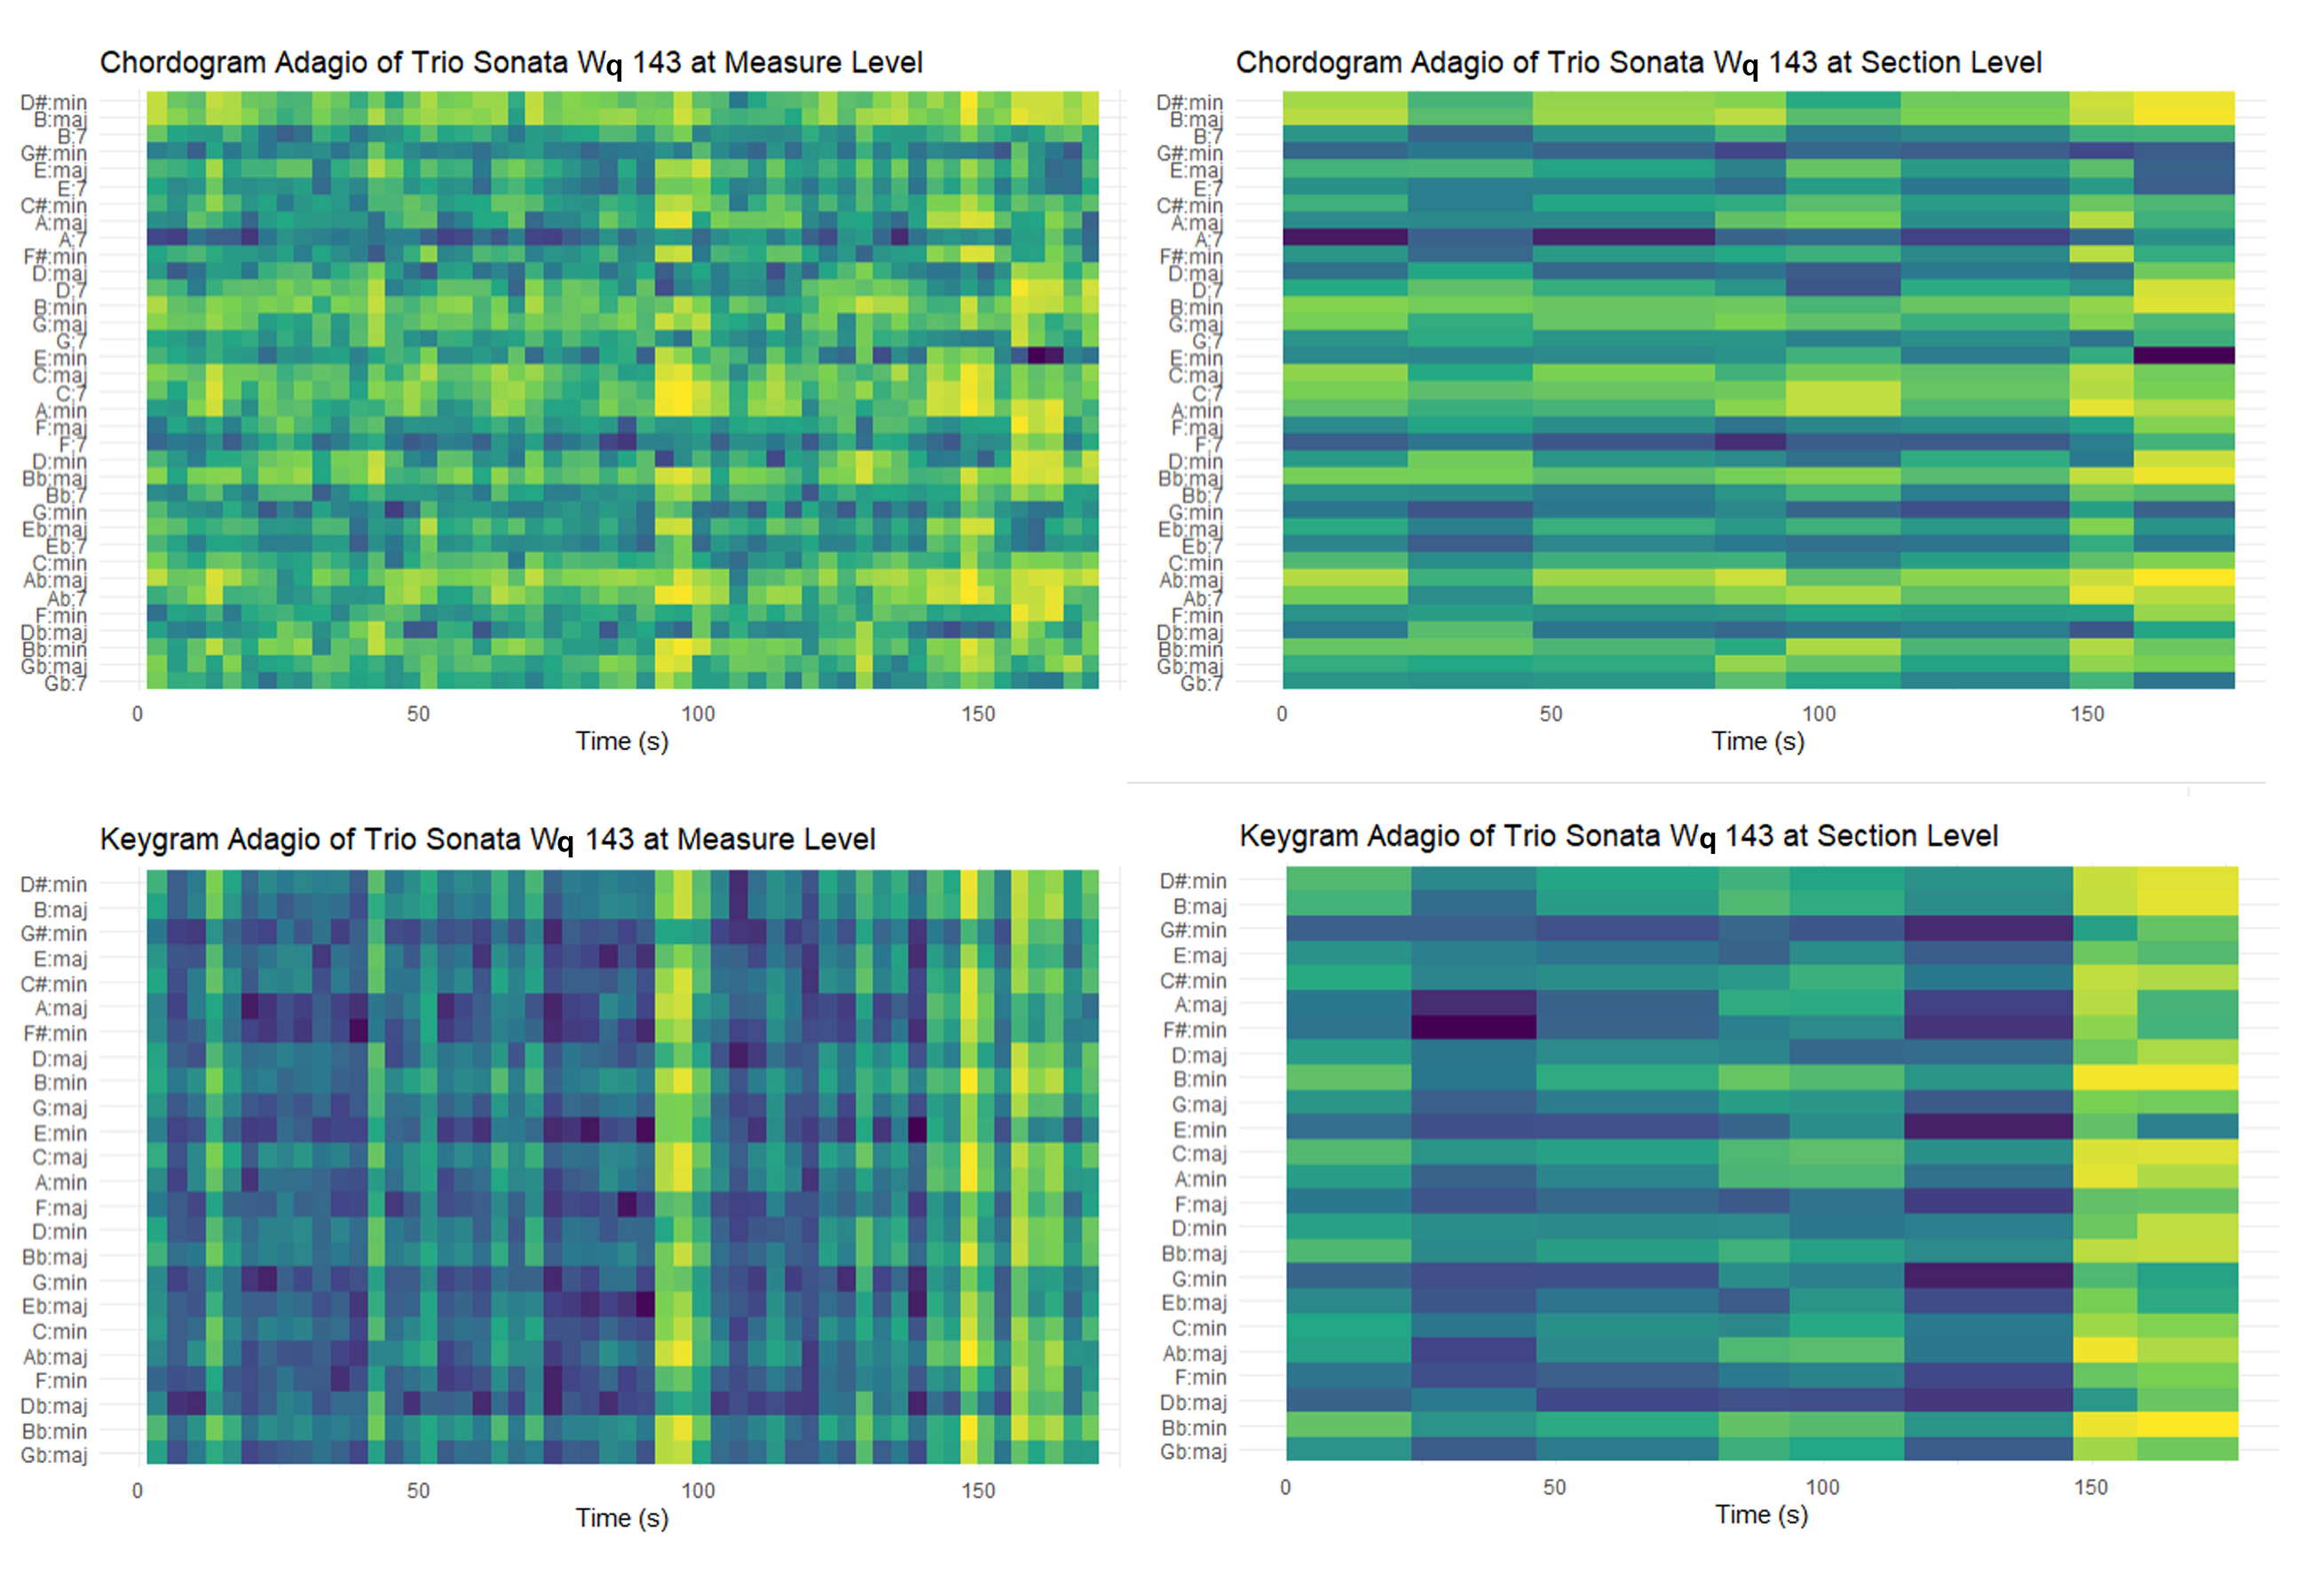 Chordogram Adagio of Trio Sonata Wq 143 at Measure Level
D#:min
B:maj
B:7
G#:min
E:maj
E:7
C#:min
A:maj
A:7
F#:min
D:maj
D:7
B:min
G:maj
G:7
E:min
C:maj
C:7
A:min
F:maj
F:7
D:min
Bb:maj
Bb:7
G:min
Eb:maj
Eb:7
C:min
Ab:maj
Ab:7
F:min
Db:maj
Bb:min
Gb:maj
Gb:7
0 50 100 150
Time (s)
Chordogram Adagio of Trio Sonata Wq 143 at Section Level
D#:min
B:maj
B:7
G#:min
E:maj
E:7
C#:min
A:maj
A:7
F#:min
D:maj
D:7
B:min
G:maj
G:7
E:min
C:maj
C:7
A:min
F:maj
F:7
D:min
Bb:maj
Bb:7
G:min
Eb:maj
Eb:7
C:min
Ab:maj
Ab:7
F:min
Db:maj
Bb:min
Gb:maj
Gb:7
0 50 100 150
Time (s)
Keygram Adagio of Trio Sonata Wq 143 at Measure Level
D#:min
B:maj
G#:min
E:maj
C#:min
A:maj
F#:min
D:maj
B:min
G:maj
E:min
C:maj
A:min
F:maj
D:min
Bb:maj
G:min
Eb:maj
C:min
Ab:maj
F:min
Db:maj
Bb:min
Gb:maj
0 50 100 150
Time (s)
Keygram Adagio of Trio Sonata Wq 143 at Section Level
D#:min
B:maj
G#:min
E:maj
C#:min
A:maj
F#:min
D:maj
B:min
G:maj
E:min
C:maj
A:min
F:maj
D:min
Bb:maj
G:min
Eb:maj
C:min
Ab:maj
F:min
Db:maj
Bb:min
Gb:maj
0 50 100 150
Time (s)